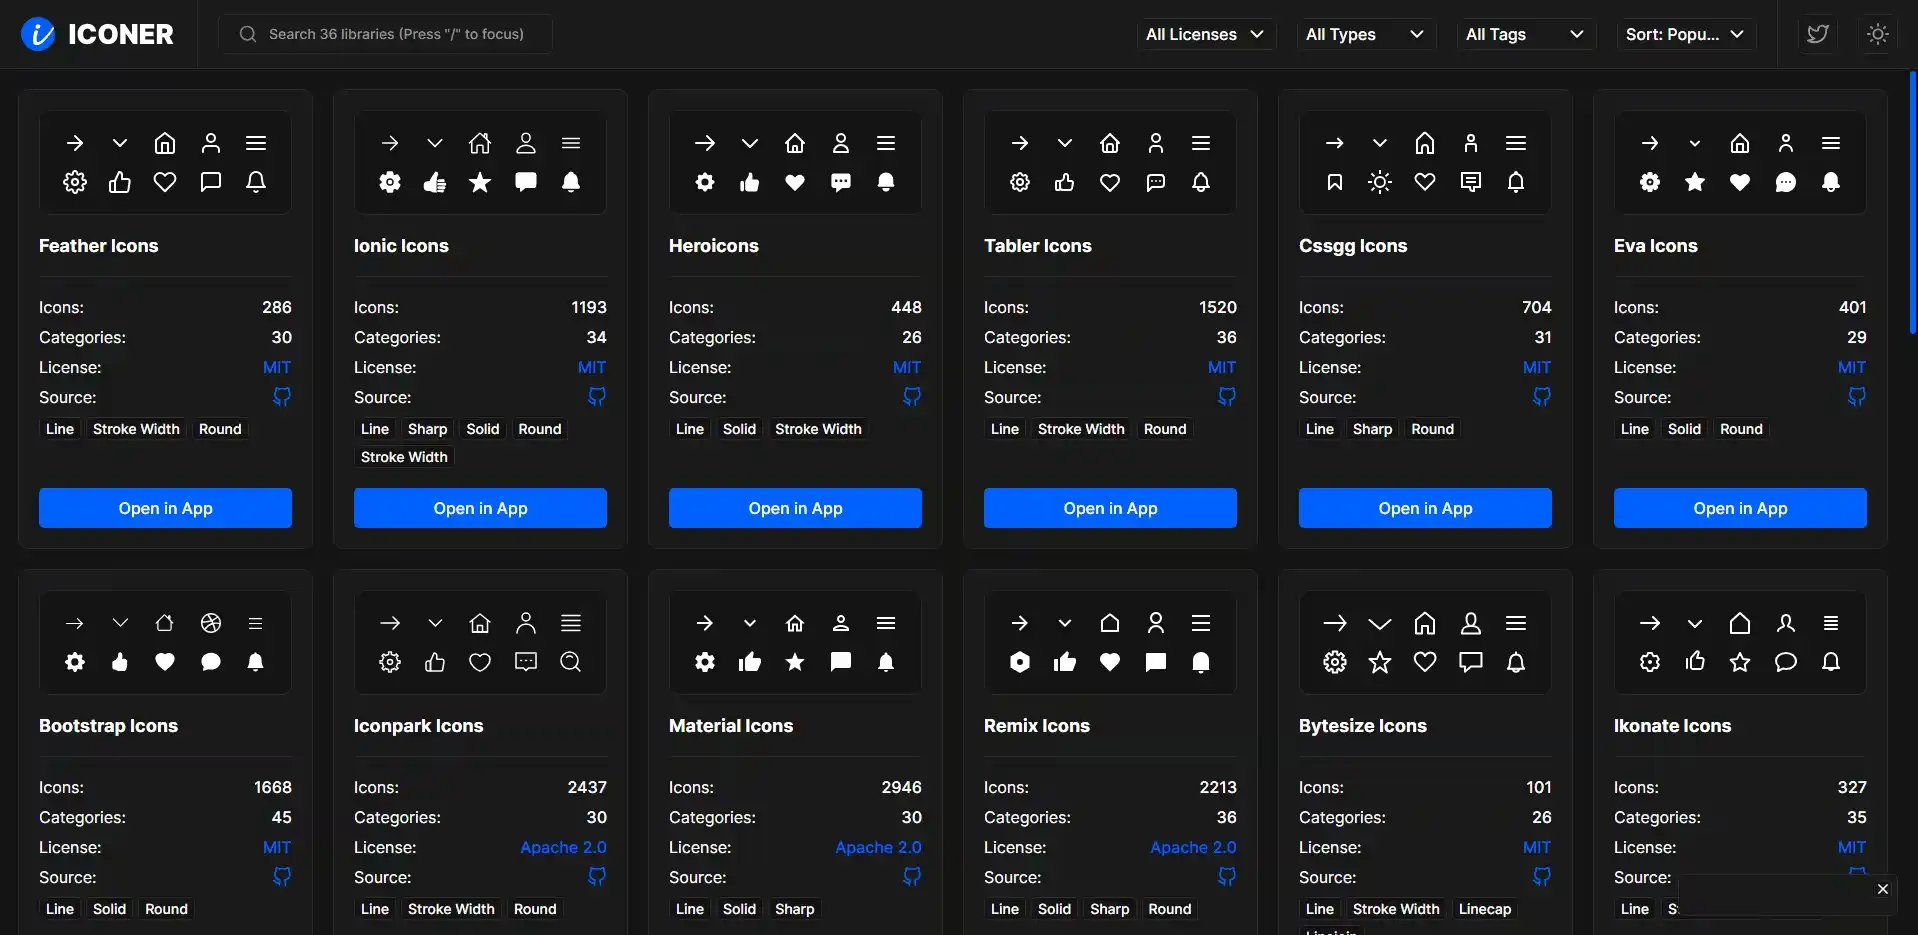 ICONER
Search 36 libraries (Press "/" to focus)
All Licenses
All Types
All Tags
Sort: Popu...
Feather Icons
Icons: 286
Categories: 30
License: MIT
Source:
Line Stroke Width Round
Open in App
Ionic Icons
Icons: 1193
Categories: 34
License: MIT
Source:
Line Sharp Solid Round
Stroke Width
Open in App
Heroicons
Icons: 448
Categories: 26
License: MIT
Source:
Line Solid Stroke Width
Open in App
Tabler Icons
Icons: 1520
Categories: 36
License: MIT
Source:
Line Stroke Width Round
Open in App
Cssgg Icons
Icons: 704
Categories: 31
License: MIT
Source:
Line Sharp Round
Open in App
Eva Icons
Icons: 401
Categories: 29
License: MIT
Source:
Line Solid Round
Open in App
Bootstrap Icons
Icons: 1668
Categories: 45
License: MIT
Source:
Line Solid Round
Iconpark Icons
Icons: 2437
Categories: 30
License: Apache 2.0
Source:
Line Stroke Width Round
Material Icons
Icons: 2946
Categories: 30
License: Apache 2.0
Source:
Line Solid Sharp
Remix Icons
Icons: 2213
Categories: 36
License: Apache 2.0
Source:
Line Solid Sharp Round
Bytesize Icons
Icons: 101
Categories: 26
License: MIT
Source:
Line Stroke Width Linecap
Ikonate Icons
Icons: 327
Categories: 35
License: MIT
Source:
Line